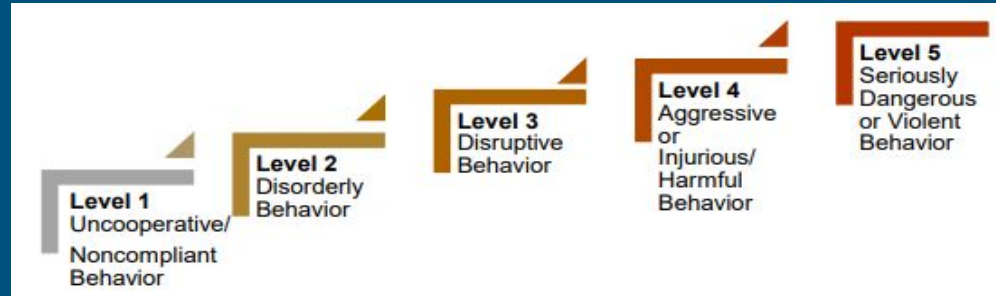 Level 1
Uncooperative/
Noncompliant
Behavior
Level 2
Disorderly
Behavior
Level 3
Disruptive
Behavior
Level 4
Aggressive
or
Injurious/
Harmful
Behavior
Level 5
Seriously
Dangerous
or Violent
Behavior